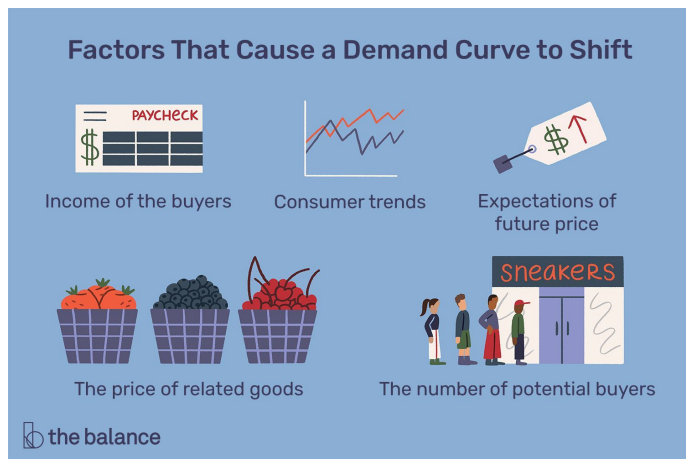 Factors That Cause a Demand Curve to Shift
PAYCHECK
$
$
Income of the buyers
Consumer trends
Expectations of
future price
Sneakers
The price of related goods
The number of potential buyers
the balance